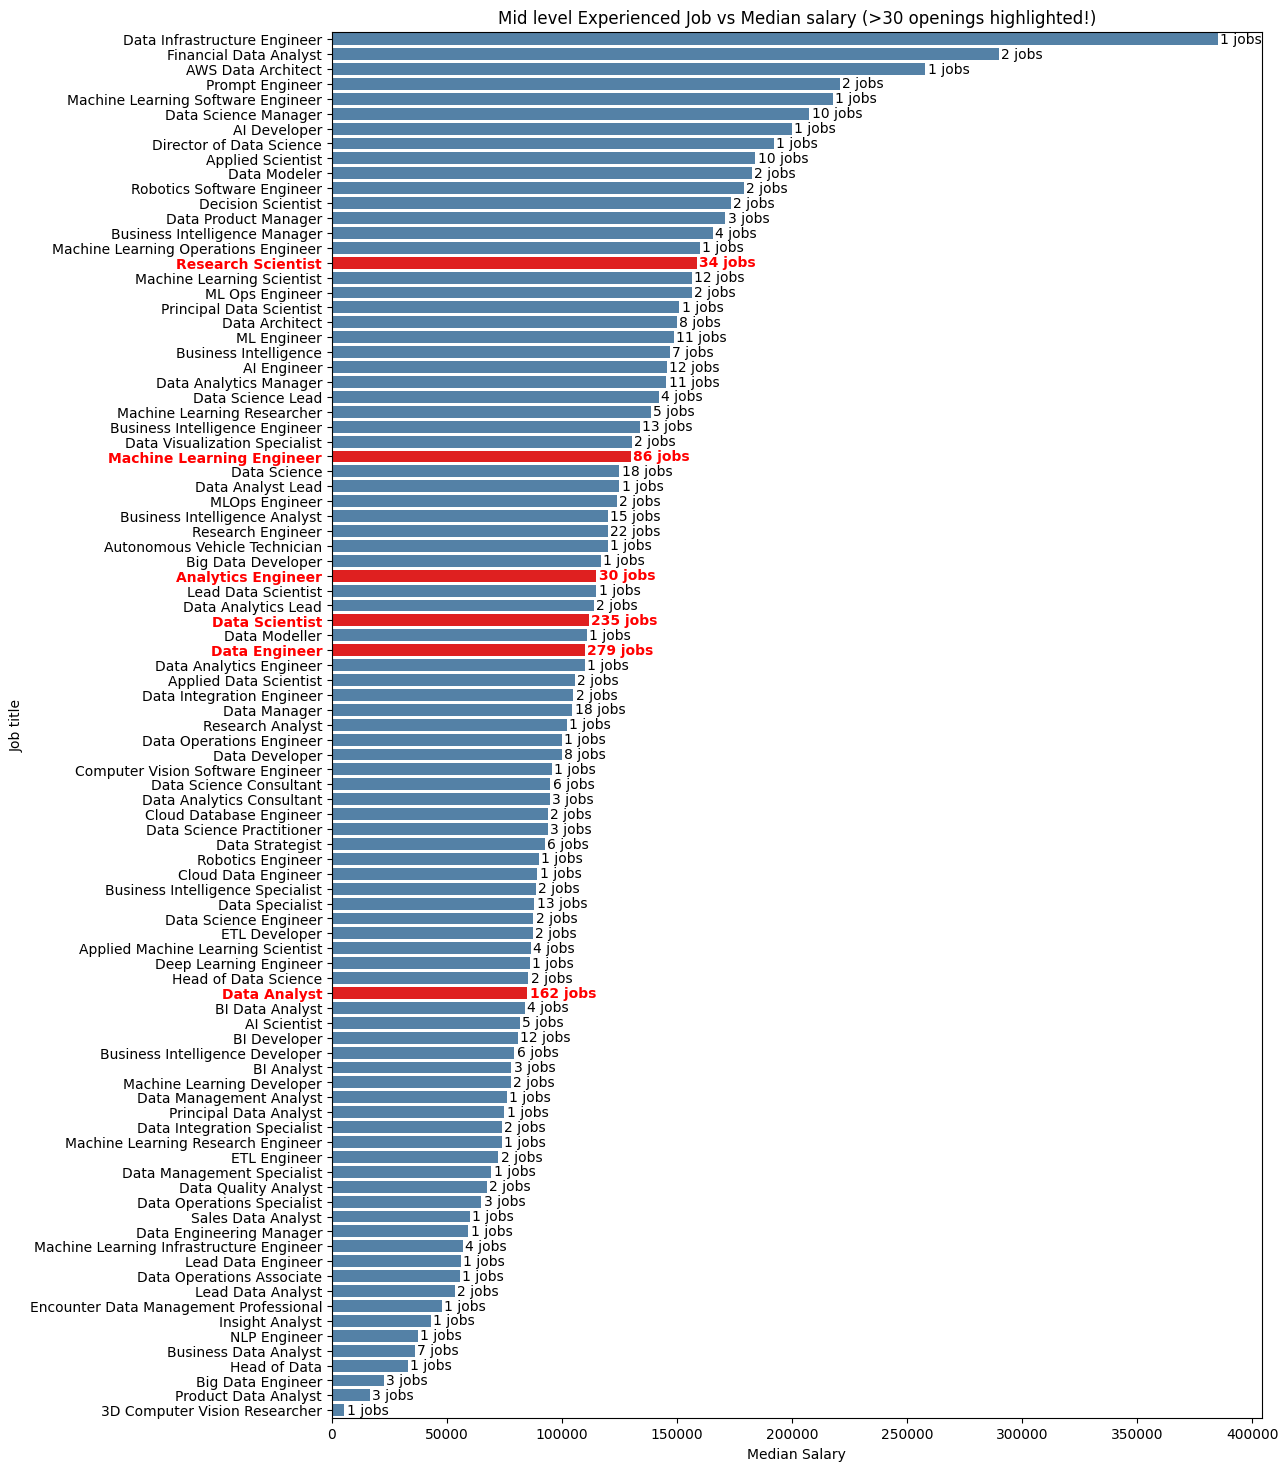 Mid level Experienced Job vs Median salary (>30 openings highlighted!)
Data Infrastructure Engineer 1 jobs
Financial Data Analyst 2 jobs
AWS Data Architect 1 jobs
Prompt Engineer 2 jobs
Machine Learning Software Engineer 1 jobs
Data Science Manager 10 jobs
AI Developer 1 jobs
Director of Data Science 1 jobs
Applied Scientist 10 jobs
Data Modeler 2 jobs
Robotics Software Engineer 2 jobs
Decision Scientist 2 jobs
Data Product Manager 3 jobs
Business Intelligence Manager 4 jobs
Machine Learning Operations Engineer 1 jobs
Research Scientist 34 jobs
Machine Learning Scientist 12 jobs
ML Ops Engineer 2 jobs
Principal Data Scientist 1 jobs
Data Architect 8 jobs
ML Engineer 11 jobs
Business Intelligence 7 jobs
AI Engineer 12 jobs
Data Analytics Manager 11 jobs
Data Science Lead 4 jobs
Machine Learning Researcher 5 jobs
Business Intelligence Engineer 13 jobs
Data Visualization Specialist 2 jobs
Machine Learning Engineer 86 jobs
Data Science 18 jobs
Data Analyst Lead 1 jobs
MLOps Engineer 2 jobs
Business Intelligence Analyst 15 jobs
Research Engineer 22 jobs
Autonomous Vehicle Technician 1 jobs
Big Data Developer 1 jobs
Analytics Engineer 30 jobs
Lead Data Scientist 1 jobs
Data Analytics Lead 2 jobs
Data Scientist 235 jobs
Data Modeller 1 jobs
Data Engineer 279 jobs
Data Analytics Engineer 1 jobs
Applied Data Scientist 2 jobs
Data Integration Engineer 2 jobs
Data Manager 18 jobs
Research Analyst 1 jobs
Data Operations Engineer 1 jobs
Data Developer 8 jobs
Computer Vision Software Engineer 1 jobs
Data Science Consultant 6 jobs
Data Analytics Consultant 3 jobs
Cloud Database Engineer 2 jobs
Data Science Practitioner 3 jobs
Data Strategist 6 jobs
Robotics Engineer 1 jobs
Cloud Data Engineer 1 jobs
Business Intelligence Specialist 2 jobs
Data Specialist 13 jobs
Data Science Engineer 2 jobs
ETL Developer 2 jobs
Applied Machine Learning Scientist 4 jobs
Deep Learning Engineer 1 jobs
Head of Data Science 2 jobs
Data Analyst 162 jobs
BI Data Analyst 4 jobs
AI Scientist 5 jobs
BI Developer 12 jobs
Business Intelligence Developer 6 jobs
BI Analyst 3 jobs
Machine Learning Developer 2 jobs
Data Management Analyst 1 jobs
Principal Data Analyst 1 jobs
Data Integration Specialist 2 jobs
Machine Learning Research Engineer 1 jobs
ETL Engineer 2 jobs
Data Management Specialist 1 jobs
Data Quality Analyst 2 jobs
Data Operations Specialist 3 jobs
Sales Data Analyst 1 jobs
Data Engineering Manager 1 jobs
Machine Learning Infrastructure Engineer 4 jobs
Lead Data Engineer 1 jobs
Data Operations Associate 1 jobs
Lead Data Analyst 2 jobs
Encounter Data Management Professional 1 jobs
Insight Analyst 1 jobs
NLP Engineer 1 jobs
Business Data Analyst 7 jobs
Head of Data 1 jobs
Big Data Engineer 3 jobs
Product Data Analyst 3 jobs
3D Computer Vision Researcher 1 jobs
0 50000 100000 150000 200000 250000 300000 350000 400000
Median Salary
Job title